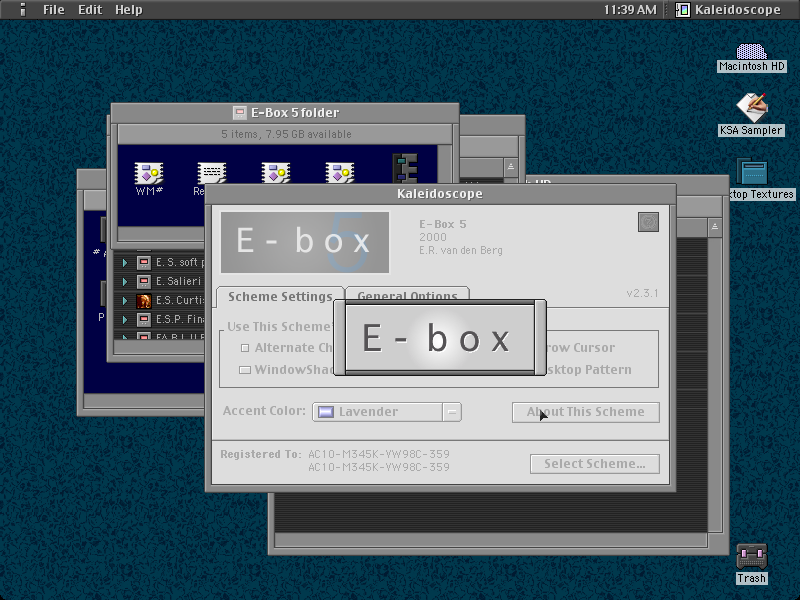 File Edit Help
11:39 AM
Kaleidoscope
Macintosh HD
KSA Sampler
ktop Textures
Trash
E-Box 5 folder
5 items, 7.95 GB available
WM#
Re
E.S. soft p
E. Salieri
E.S. Curtis
E.S.P. Fina
Kaleidoscope
E - b o x
5
E-Box 5
2000
E.R. van den Berg
v2.3.1
Scheme Settings
General Options
Use This Scheme'
Alternate Ch
row Cursor
WindowShad
sktop Pattern
E - b o x
Accent Color:
Lavender
About This Scheme
Registered To: AC10-M345K-YW98C-359
AC10-M345K-YW98C-359
Select Scheme...